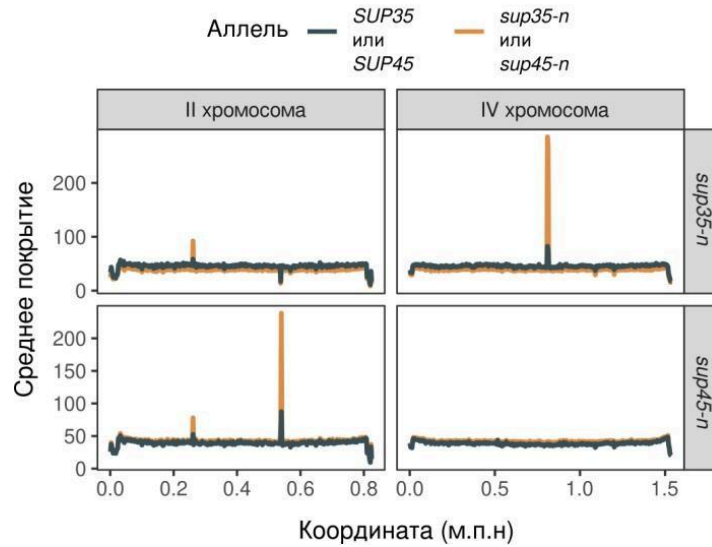 Аллель
SUP35
или
SUP45
sup35-n
или
sup45-n
II хромосома
IV хромосома
Среднее покрытие
200
100
0
sup35-n
250
200
150
100
50
0
sup45-n
0.0
0.2
0.4
0.6
0.8
0.0
0.5
1.0
1.5
Координата (м.п.н)